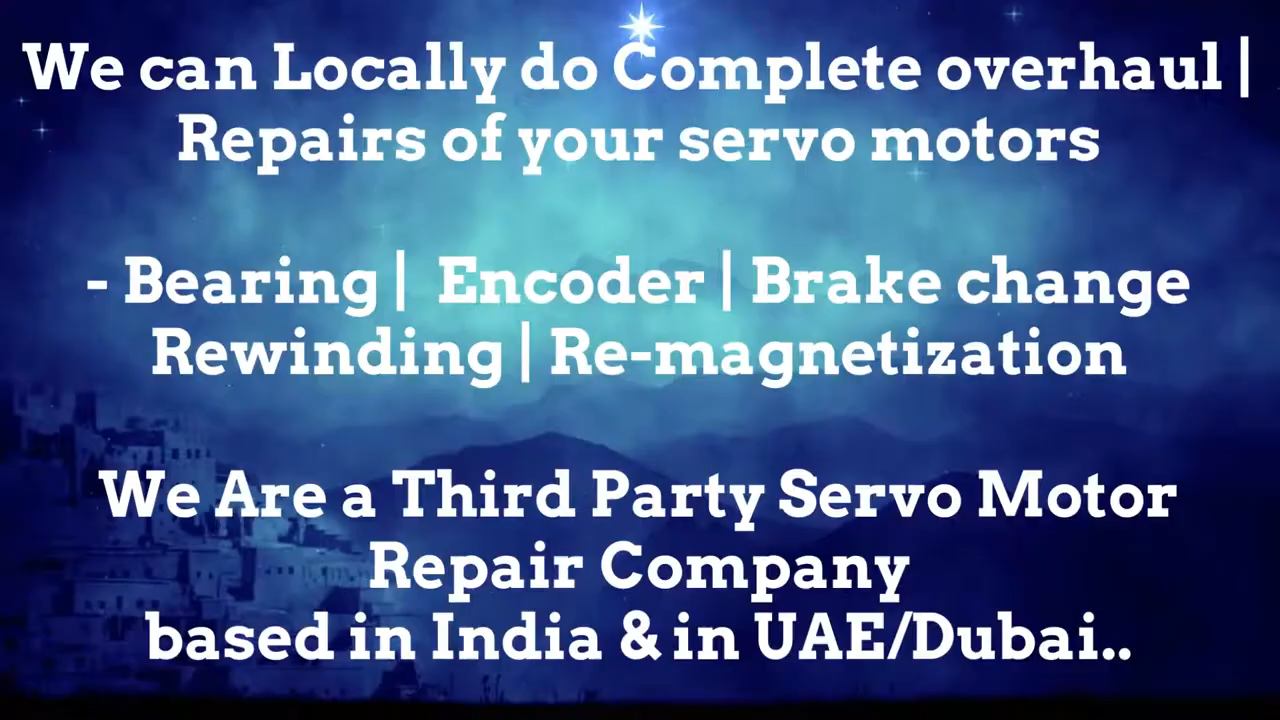 We can Locally do Complete overhaul |
Repairs of your servo motors
- Bearing |  Encoder | Brake change
Rewinding | Re-magnetization
We Are a Third Party Servo Motor
Repair Company
based in India & in UAE/Dubai..